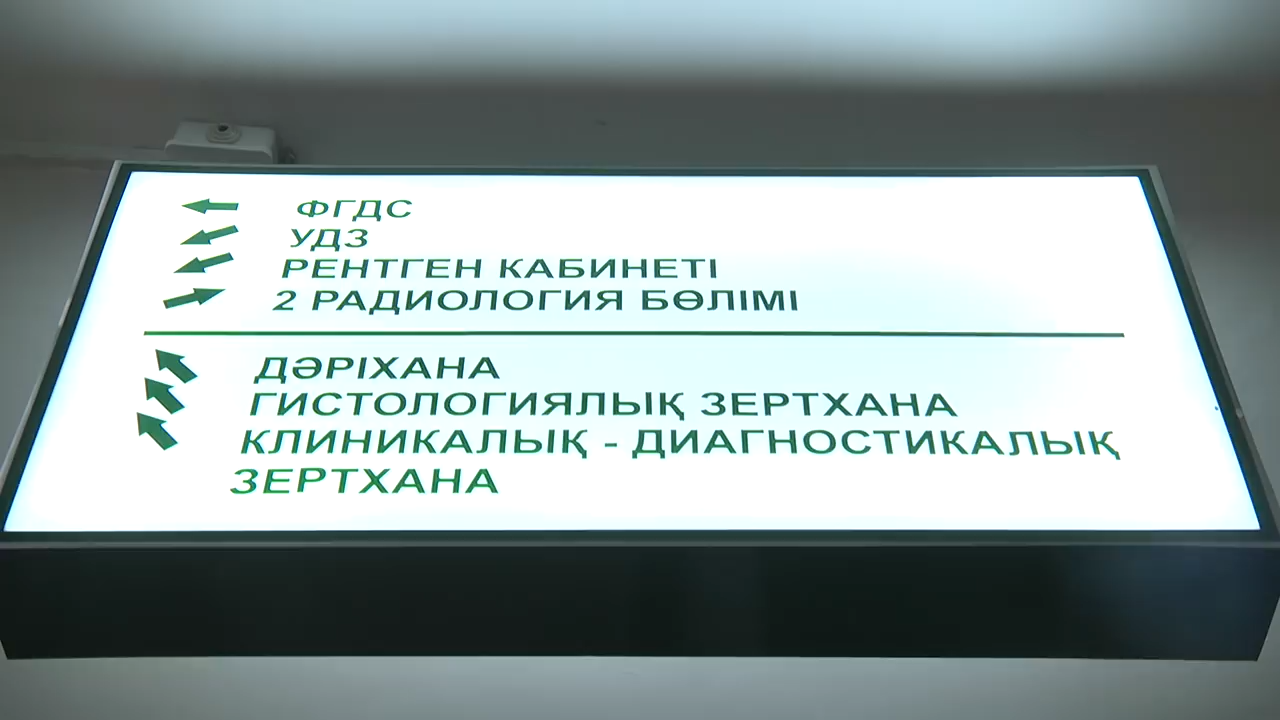 ФГДС
УДЗ
РЕНТГЕН КАБИНЕТІ
2 РАДИОЛОГИЯ БӨЛІМІ
ДӘРІХАНА
ГИСТОЛОГИЯЛЫҚ ЗЕРТХАНА
КЛИНИКАЛЫҚ - ДИАГНОСТИКАЛЫҚ
ЗЕРТХАНА